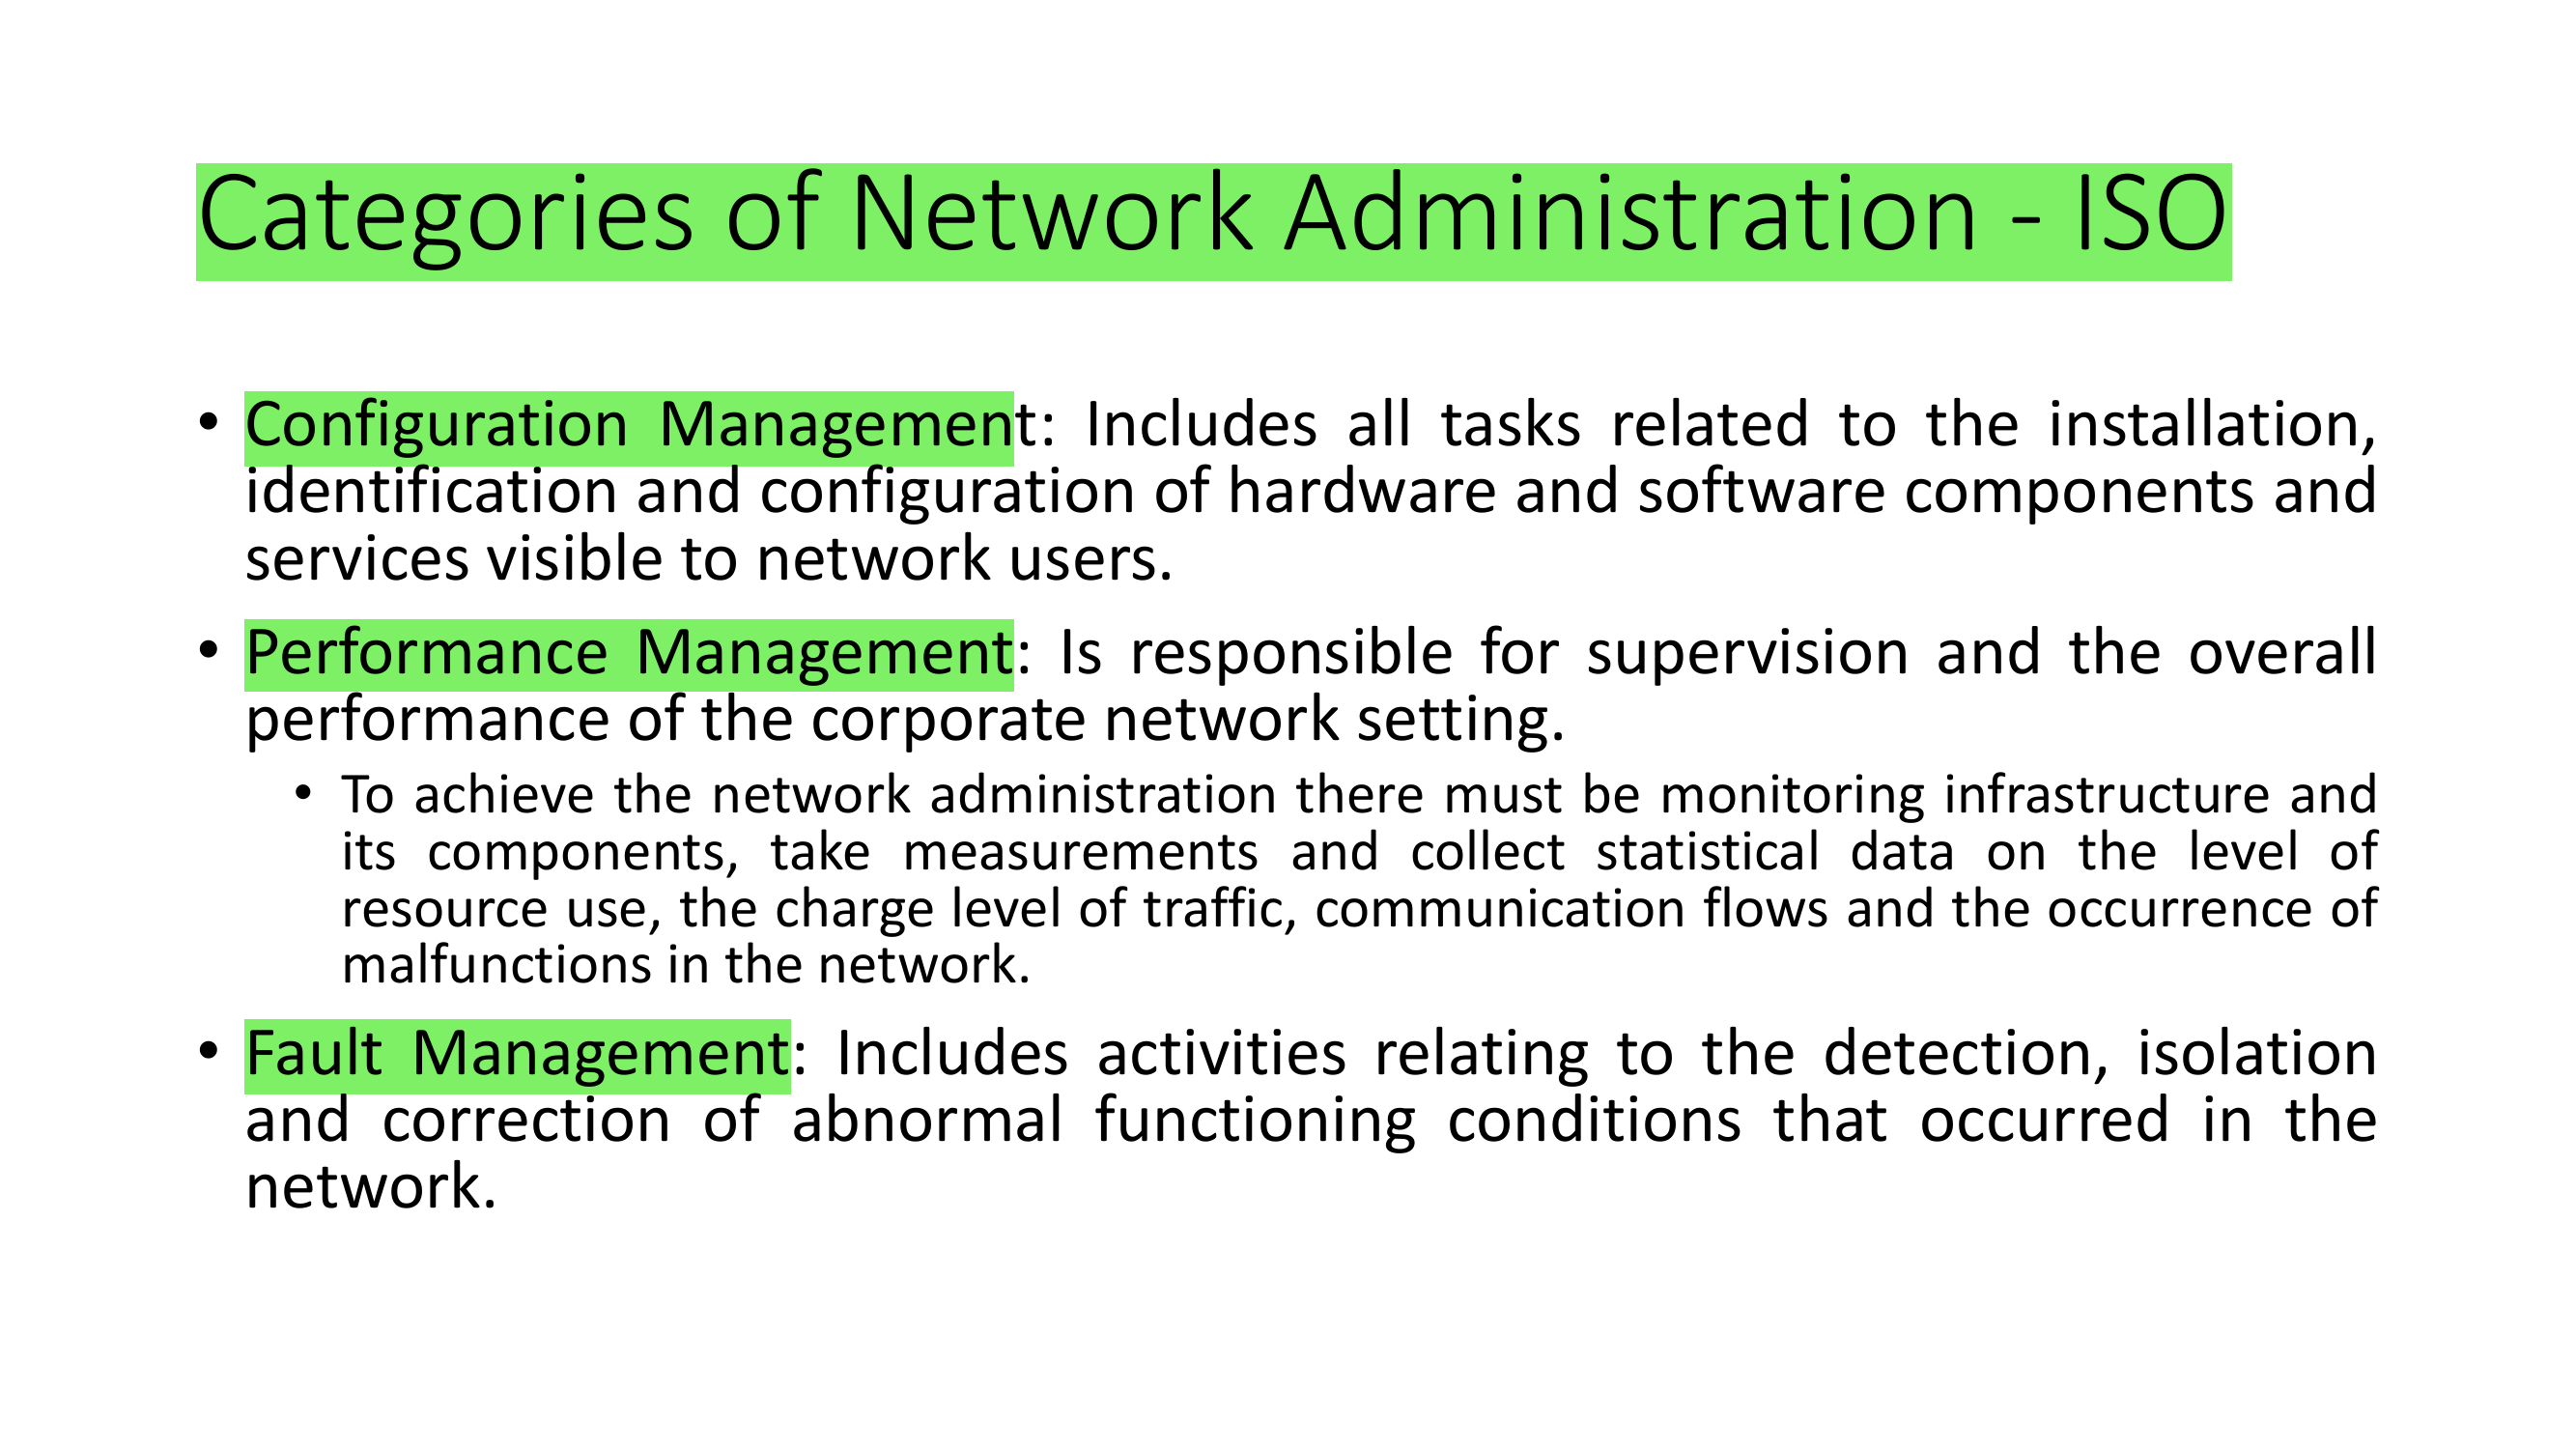 Categories of Network Administration - ISO
• Configuration Management: Includes all tasks related to the installation,
identification and configuration of hardware and software components and
services visible to network users.
• Performance Management: Is responsible for supervision and the overall
performance of the corporate network setting.
• To achieve the network administration there must be monitoring infrastructure and
its components, take measurements and collect statistical data on the level of
resource use, the charge level of traffic, communication flows and the occurrence of
malfunctions in the network.
• Fault Management: Includes activities relating to the detection, isolation
and correction of abnormal functioning conditions that occurred in the
network.